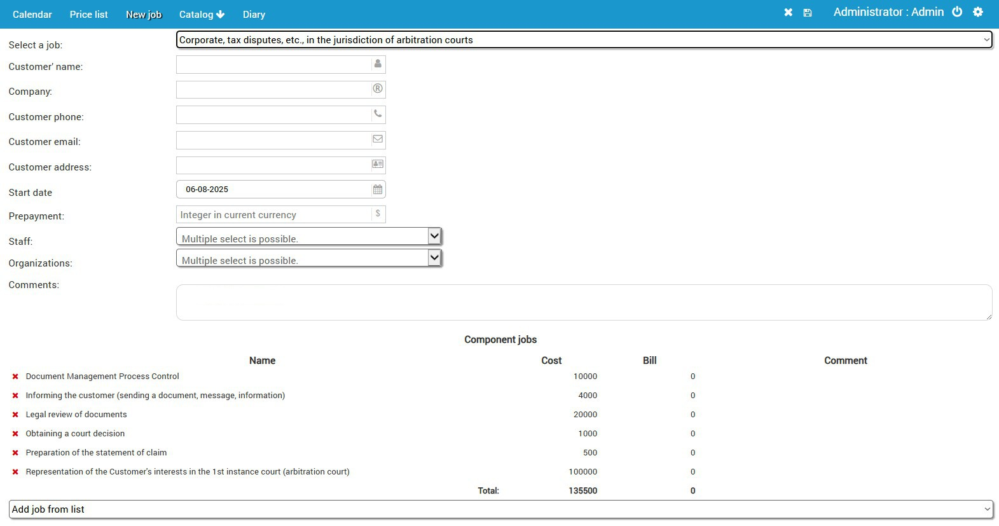 Calendar Price list New job Catalog Diary Administrator : Admin
Select a job: Corporate, tax disputes, etc., in the jurisdiction of arbitration courts
Customer' name:
Company:
Customer phone:
Customer email:
Customer address:
Start date 06-08-2025
Prepayment: Integer in current currency $
Staff: Multiple select is possible.
Organizations: Multiple select is possible.
Comments:
Component jobs
Name Cost Bill Comment
Document Management Process Control 10000 0
Informing the customer (sending a document, message, information) 4000 0
Legal review of documents 20000 0
Obtaining a court decision 1000 0
Preparation of the statement of claim 500 0
Representation of the Customer's interests in the 1st instance court (arbitration court) 100000 0
Total: 135500 0
Add job from list